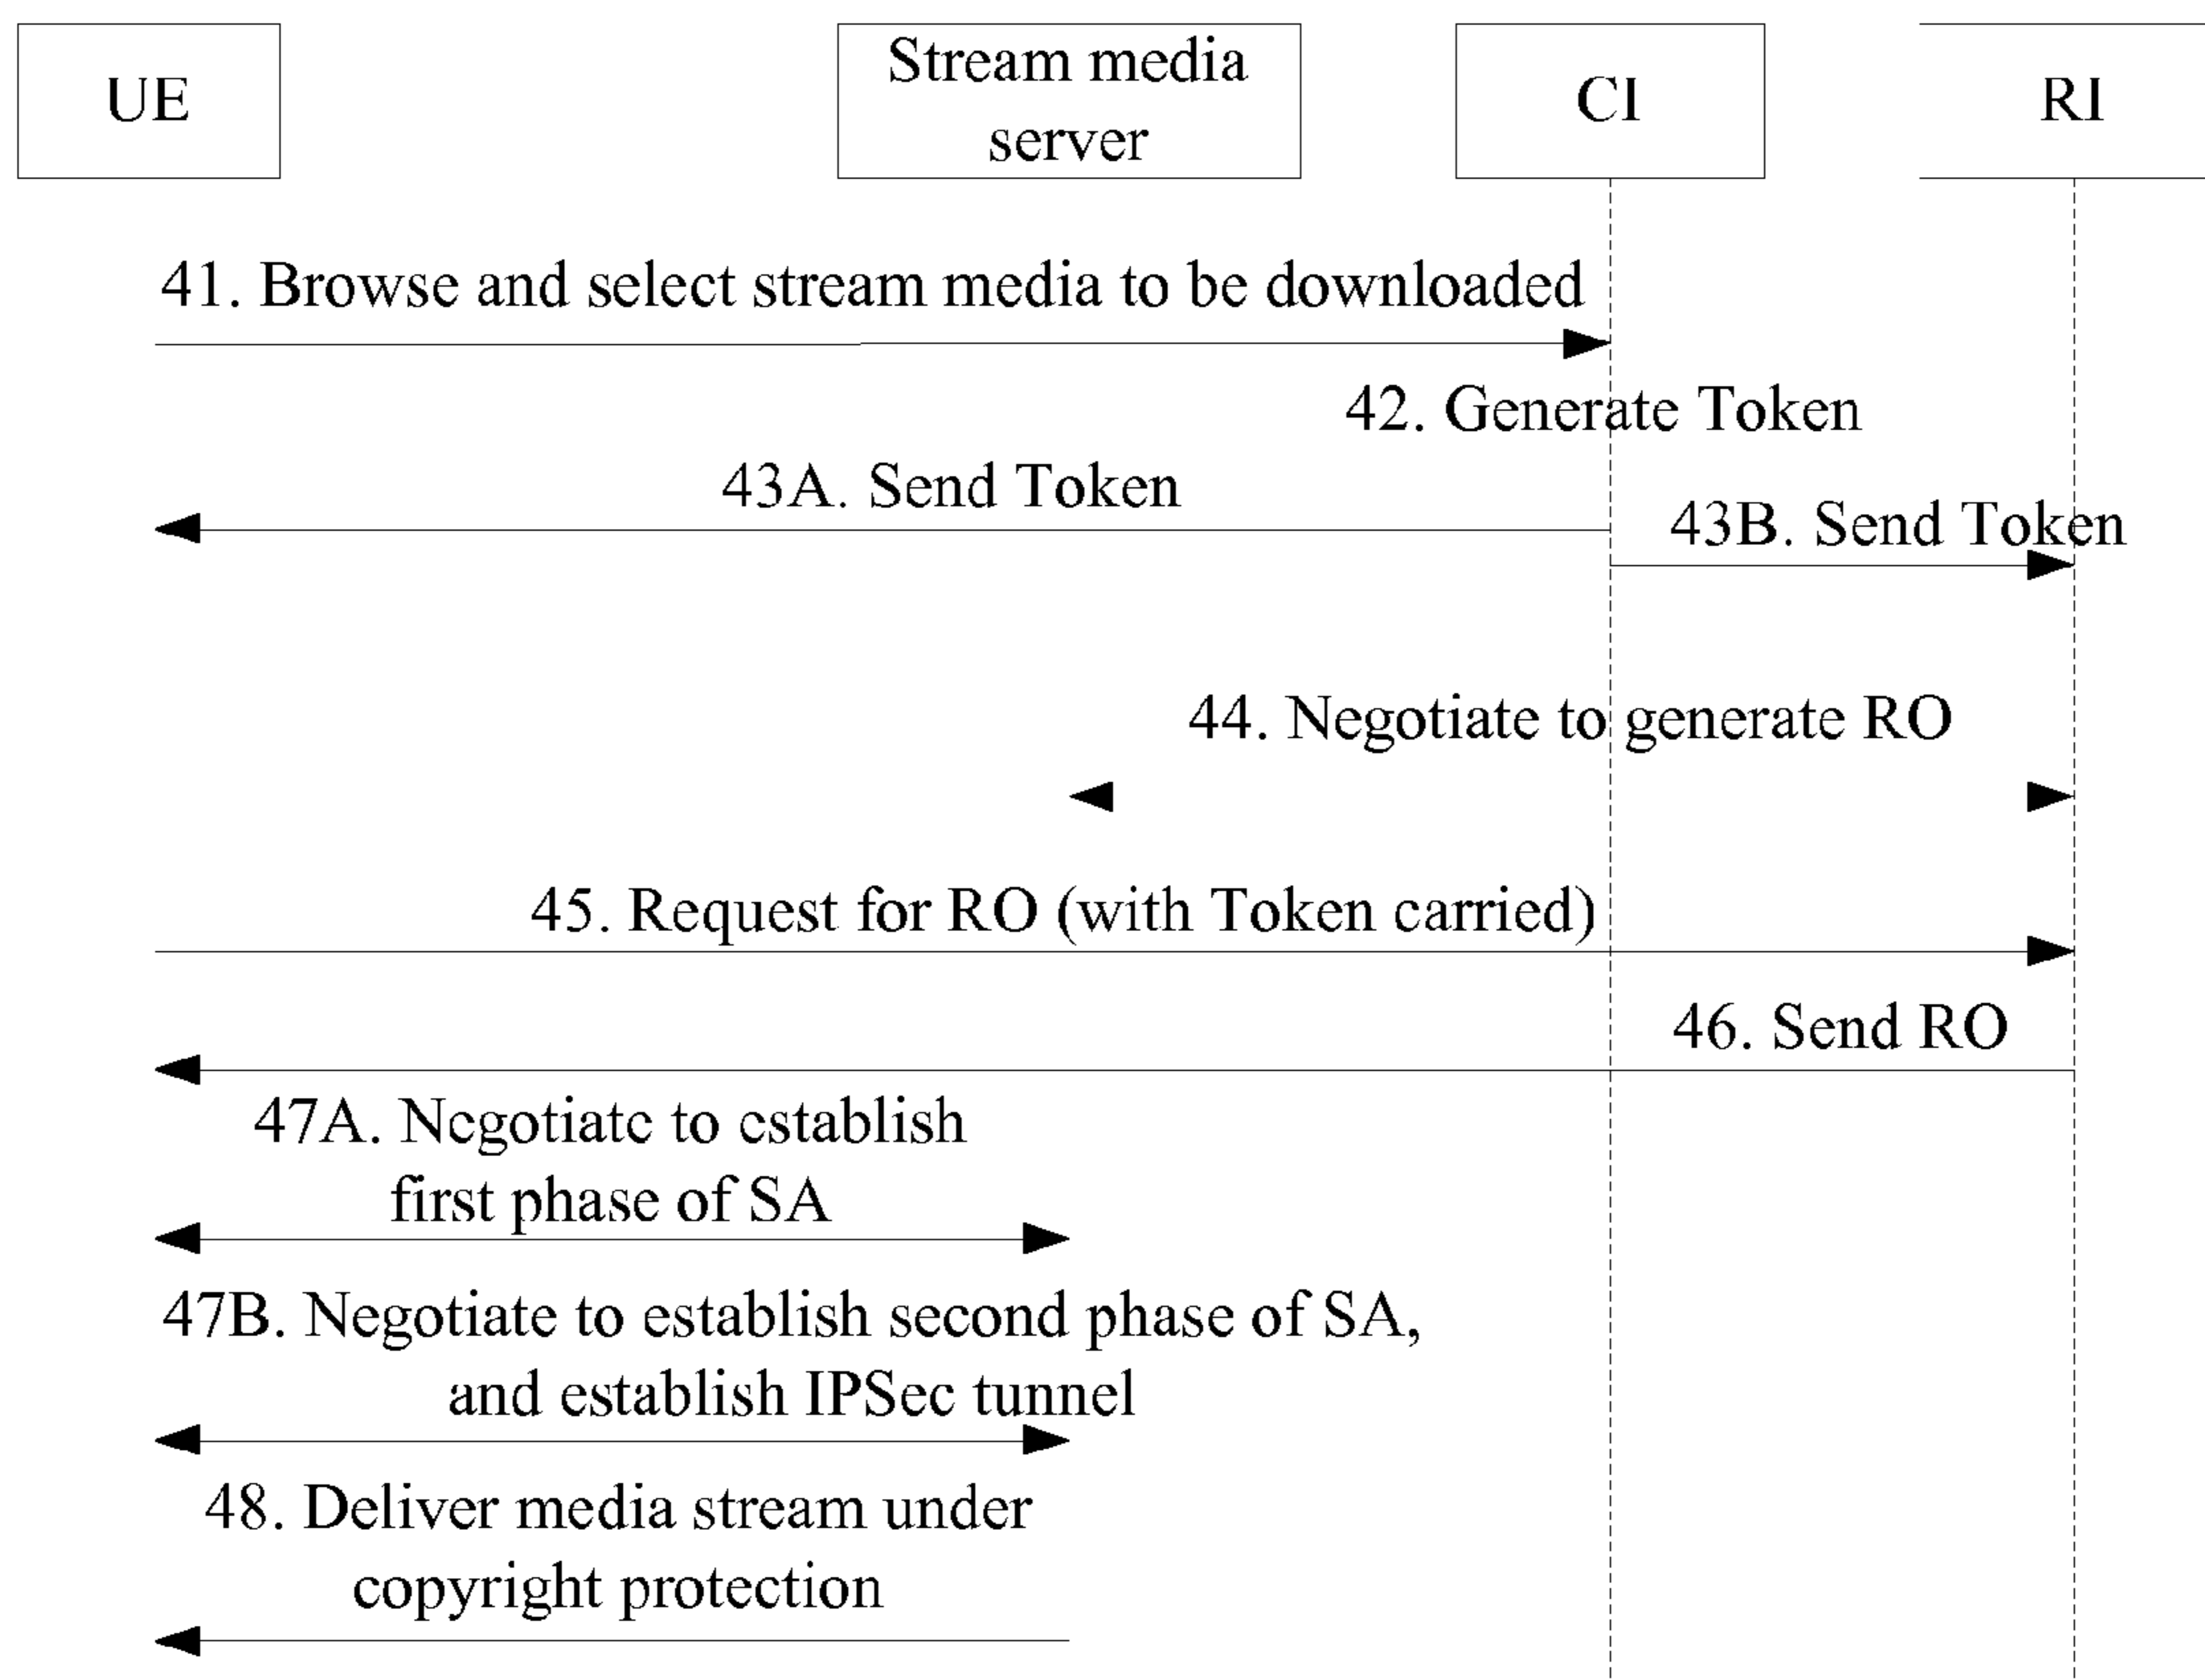 UE
Stream media
server
CI
RI
41. Browse and select stream media to be downloaded
42. Generate Token
43A. Send Token
43B. Send Token
44. Negotiate to generate RO
45. Request for RO (with Token carried)
46. Send RO
47A. Negotiate to establish
first phase of SA
47B. Negotiate to establish second phase of SA,
and establish IPSec tunnel
48. Deliver media stream under
copyright protection